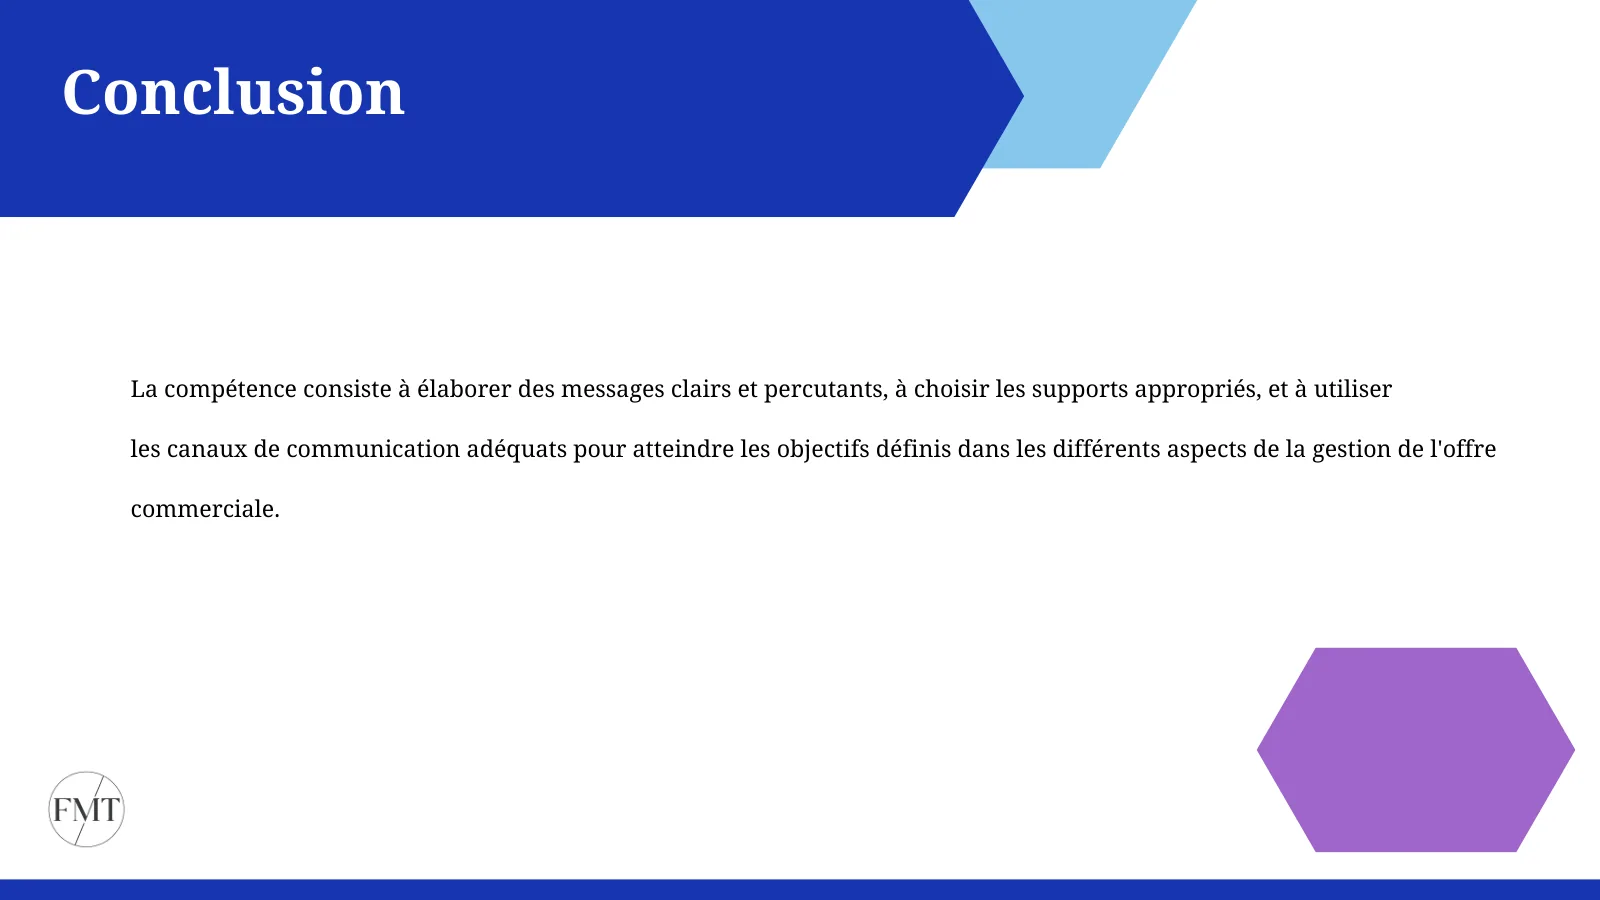 Conclusion
La compétence consiste à élaborer des messages clairs et percutants, à choisir les supports appropriés, et à utiliser
les canaux de communication adéquats pour atteindre les objectifs définis dans les différents aspects de la gestion de l'offre
commerciale.
FMT